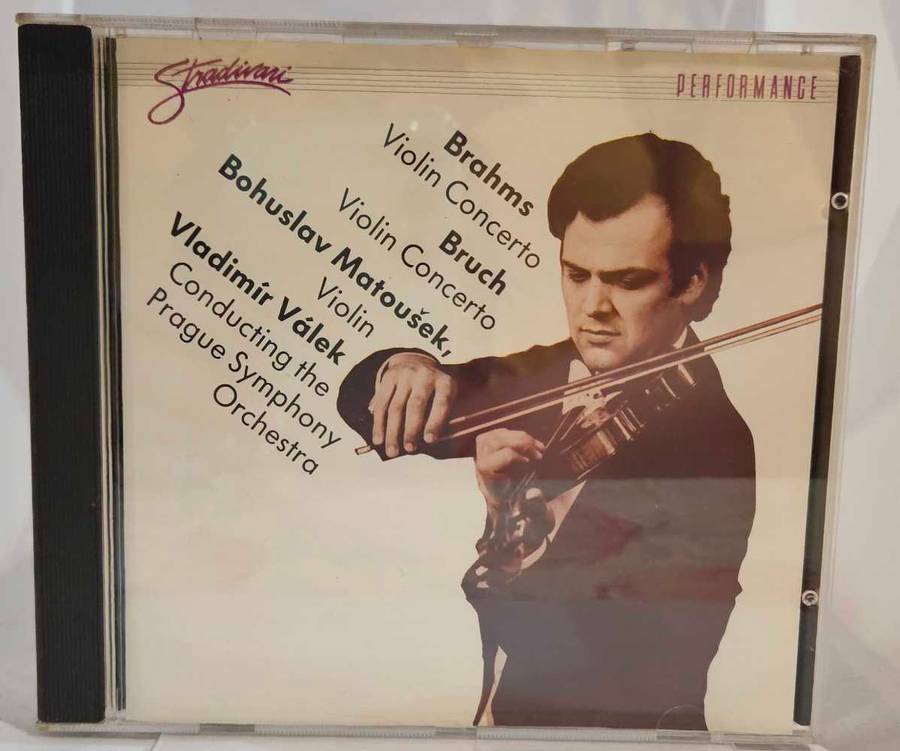 Stradivari
PERFORMANCE
Brahms
Violin Concerto
Bruch
Violin Concerto
Bohuslav Matoušek,
Violin
Vladimír Válek
Conducting the
Prague Symphony
Orchestra